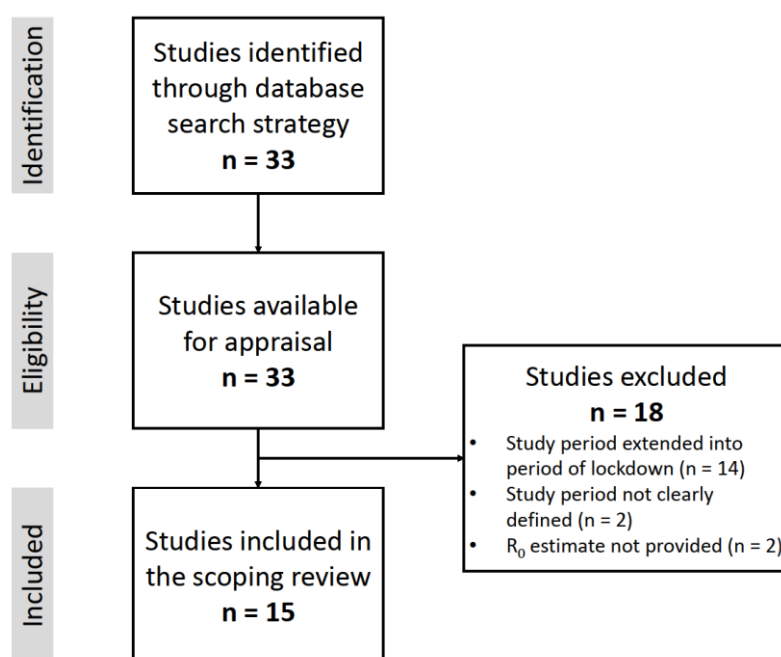 Identification
Studies identified
through database
search strategy
n = 33
Eligibility
Studies available
for appraisal
n = 33
Studies excluded
n = 18
• Study period extended into
period of lockdown (n = 14)
• Study period not clearly
defined (n = 2)
• R₀ estimate not provided (n = 2)
Included
Studies included in
the scoping review
n = 15